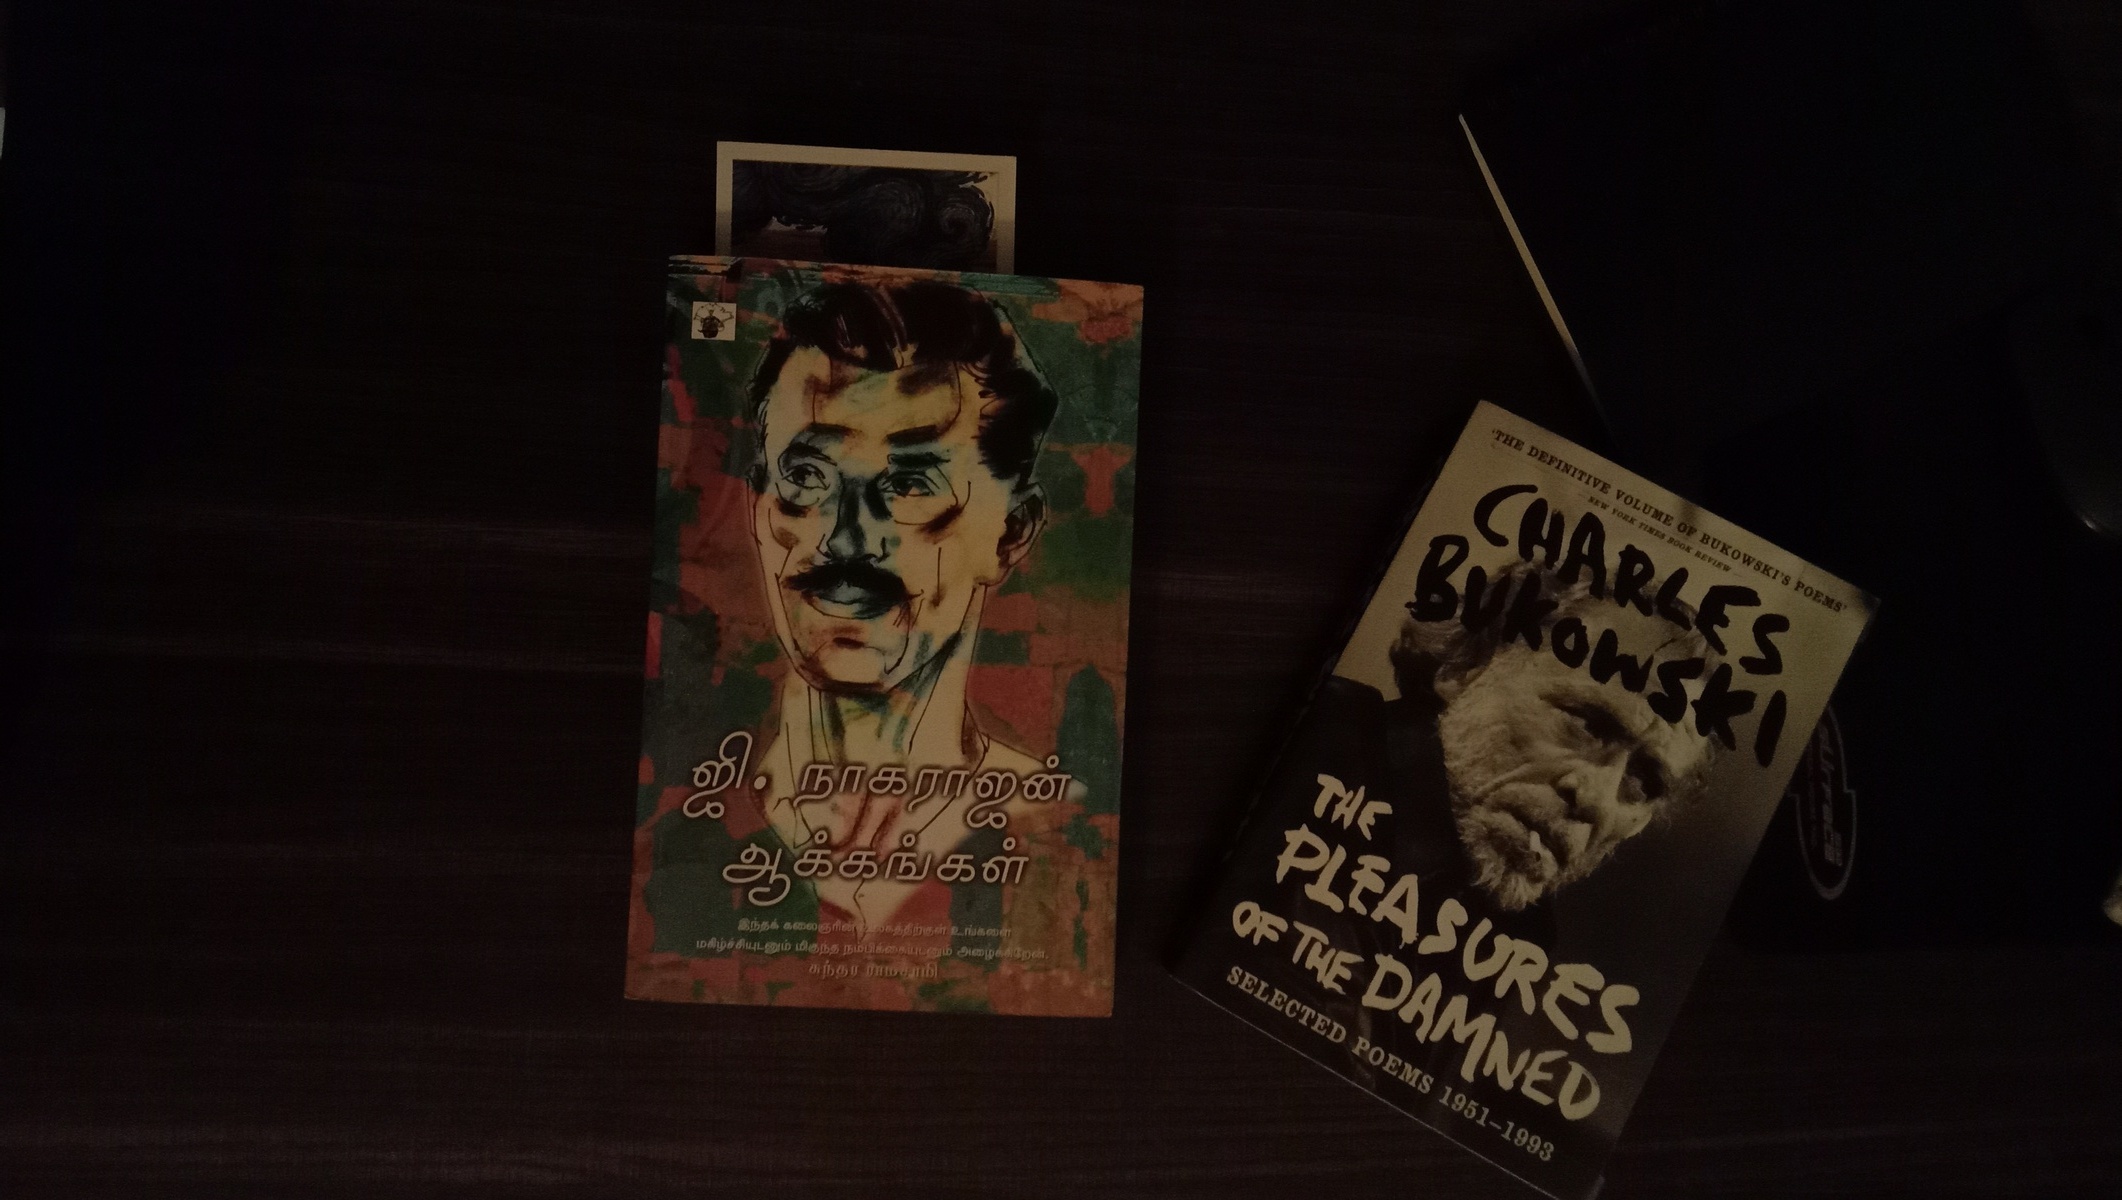 ஜி. நாகராஜன்
ஆக்கங்கள்
இந்தக் கலைஞரின் உலகத்திற்குள் உங்களை
மகிழ்ச்சியுடனும் மிகுந்த நம்பிக்கையுடனும் அழைக்கிறேன்.
சுந்தர ராமசாமி
'THE DEFINITIVE VOLUME OF BUKOWSKI'S POEMS'
NEW YORK TIMES BOOK REVIEW
CHARLES
BUKOWSKI
THE
PLEASURES
OF THE DAMNED
SELECTED POEMS 1951–1993